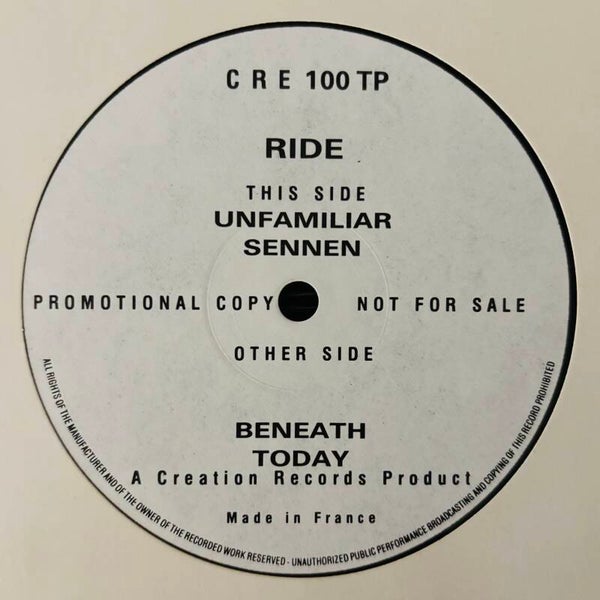 CRE 100 TP
RIDE
THIS SIDE
UNFAMILIAR
SENNEN
PROMOTIONAL COPY NOT FOR SALE
OTHER SIDE
BENEATH
TODAY
A Creation Records Product
Made in France
ALL RIGHTS OF THE MANUFACTURER AND OF THE OWNER OF THE RECORDED WORK RESERVED - UNAUTHORIZED PUBLIC PERFORMANCE BROADCASTING AND COPYING OF THIS RECORD PROHIBITED